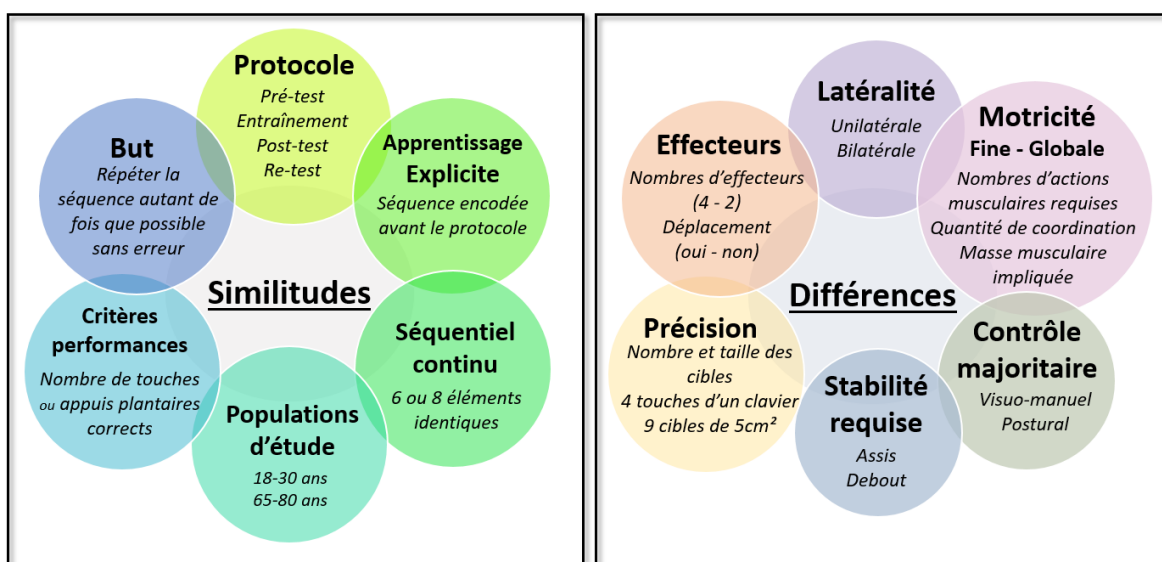 Protocole
Pré-test
Entraînement
Post-test
Re-test
But
Répéter la
séquence autant de
fois que possible
sans erreur
Apprentissage
Explicite
Séquence encodée
avant le protocole
Similitudes
Critères
performances
Nombre de touches
ou appuis plantaires
corrects
Séquentiel
continu
6 ou 8 éléments
identiques
Populations
d'étude
18-30 ans
65-80 ans
Latéralité
Unilatérale
Bilatérale
Effecteurs
Nombres d'effecteurs
(4 - 2)
Déplacement
(oui - non)
Motricité
Fine - Globale
Nombres d'actions
musculaires requises
Quantité de coordination
Masse musculaire
impliquée
Différences
Précision
Nombre et taille des
cibles
4 touches d'un clavier
9 cibles de 5cm²
Contrôle
majoritaire
Visuo-manuel
Postural
Stabilité
requise
Assis
Debout